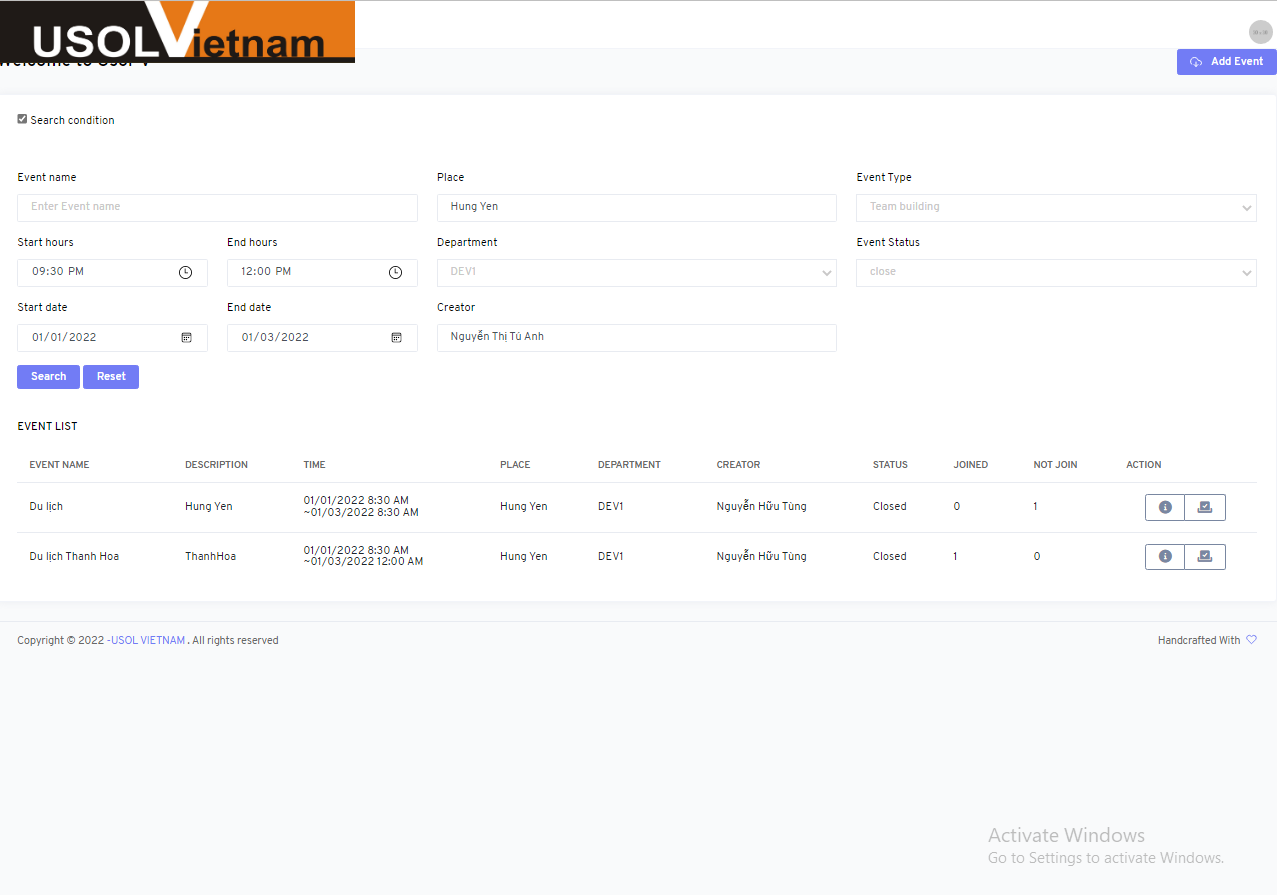 USOL Vietnam
Welcome to Usol V
Add Event
Search condition
Event name
Place
Event Type
Enter Event name
Hung Yen
Team building
Start hours
End hours
Department
Event Status
09:30 PM
12:00 PM
DEV1
close
Start date
End date
Creator
01/01/2022
01/03/2022
Nguyễn Thị Tú Anh
Search
Reset
EVENT LIST
EVENT NAME DESCRIPTION TIME PLACE DEPARTMENT CREATOR STATUS JOINED NOT JOIN ACTION
Du lịch Hung Yen 01/01/2022 8:30 AM ~01/03/2022 8:30 AM Hung Yen DEV1 Nguyễn Hữu Tùng Closed 0 1
Du lịch Thanh Hoa ThanhHoa 01/01/2022 8:30 AM ~01/03/2022 12:00 AM Hung Yen DEV1 Nguyễn Hữu Tùng Closed 1 0
Copyright © 2022 -USOL VIETNAM . All rights reserved
Handcrafted With
Activate Windows
Go to Settings to activate Windows.